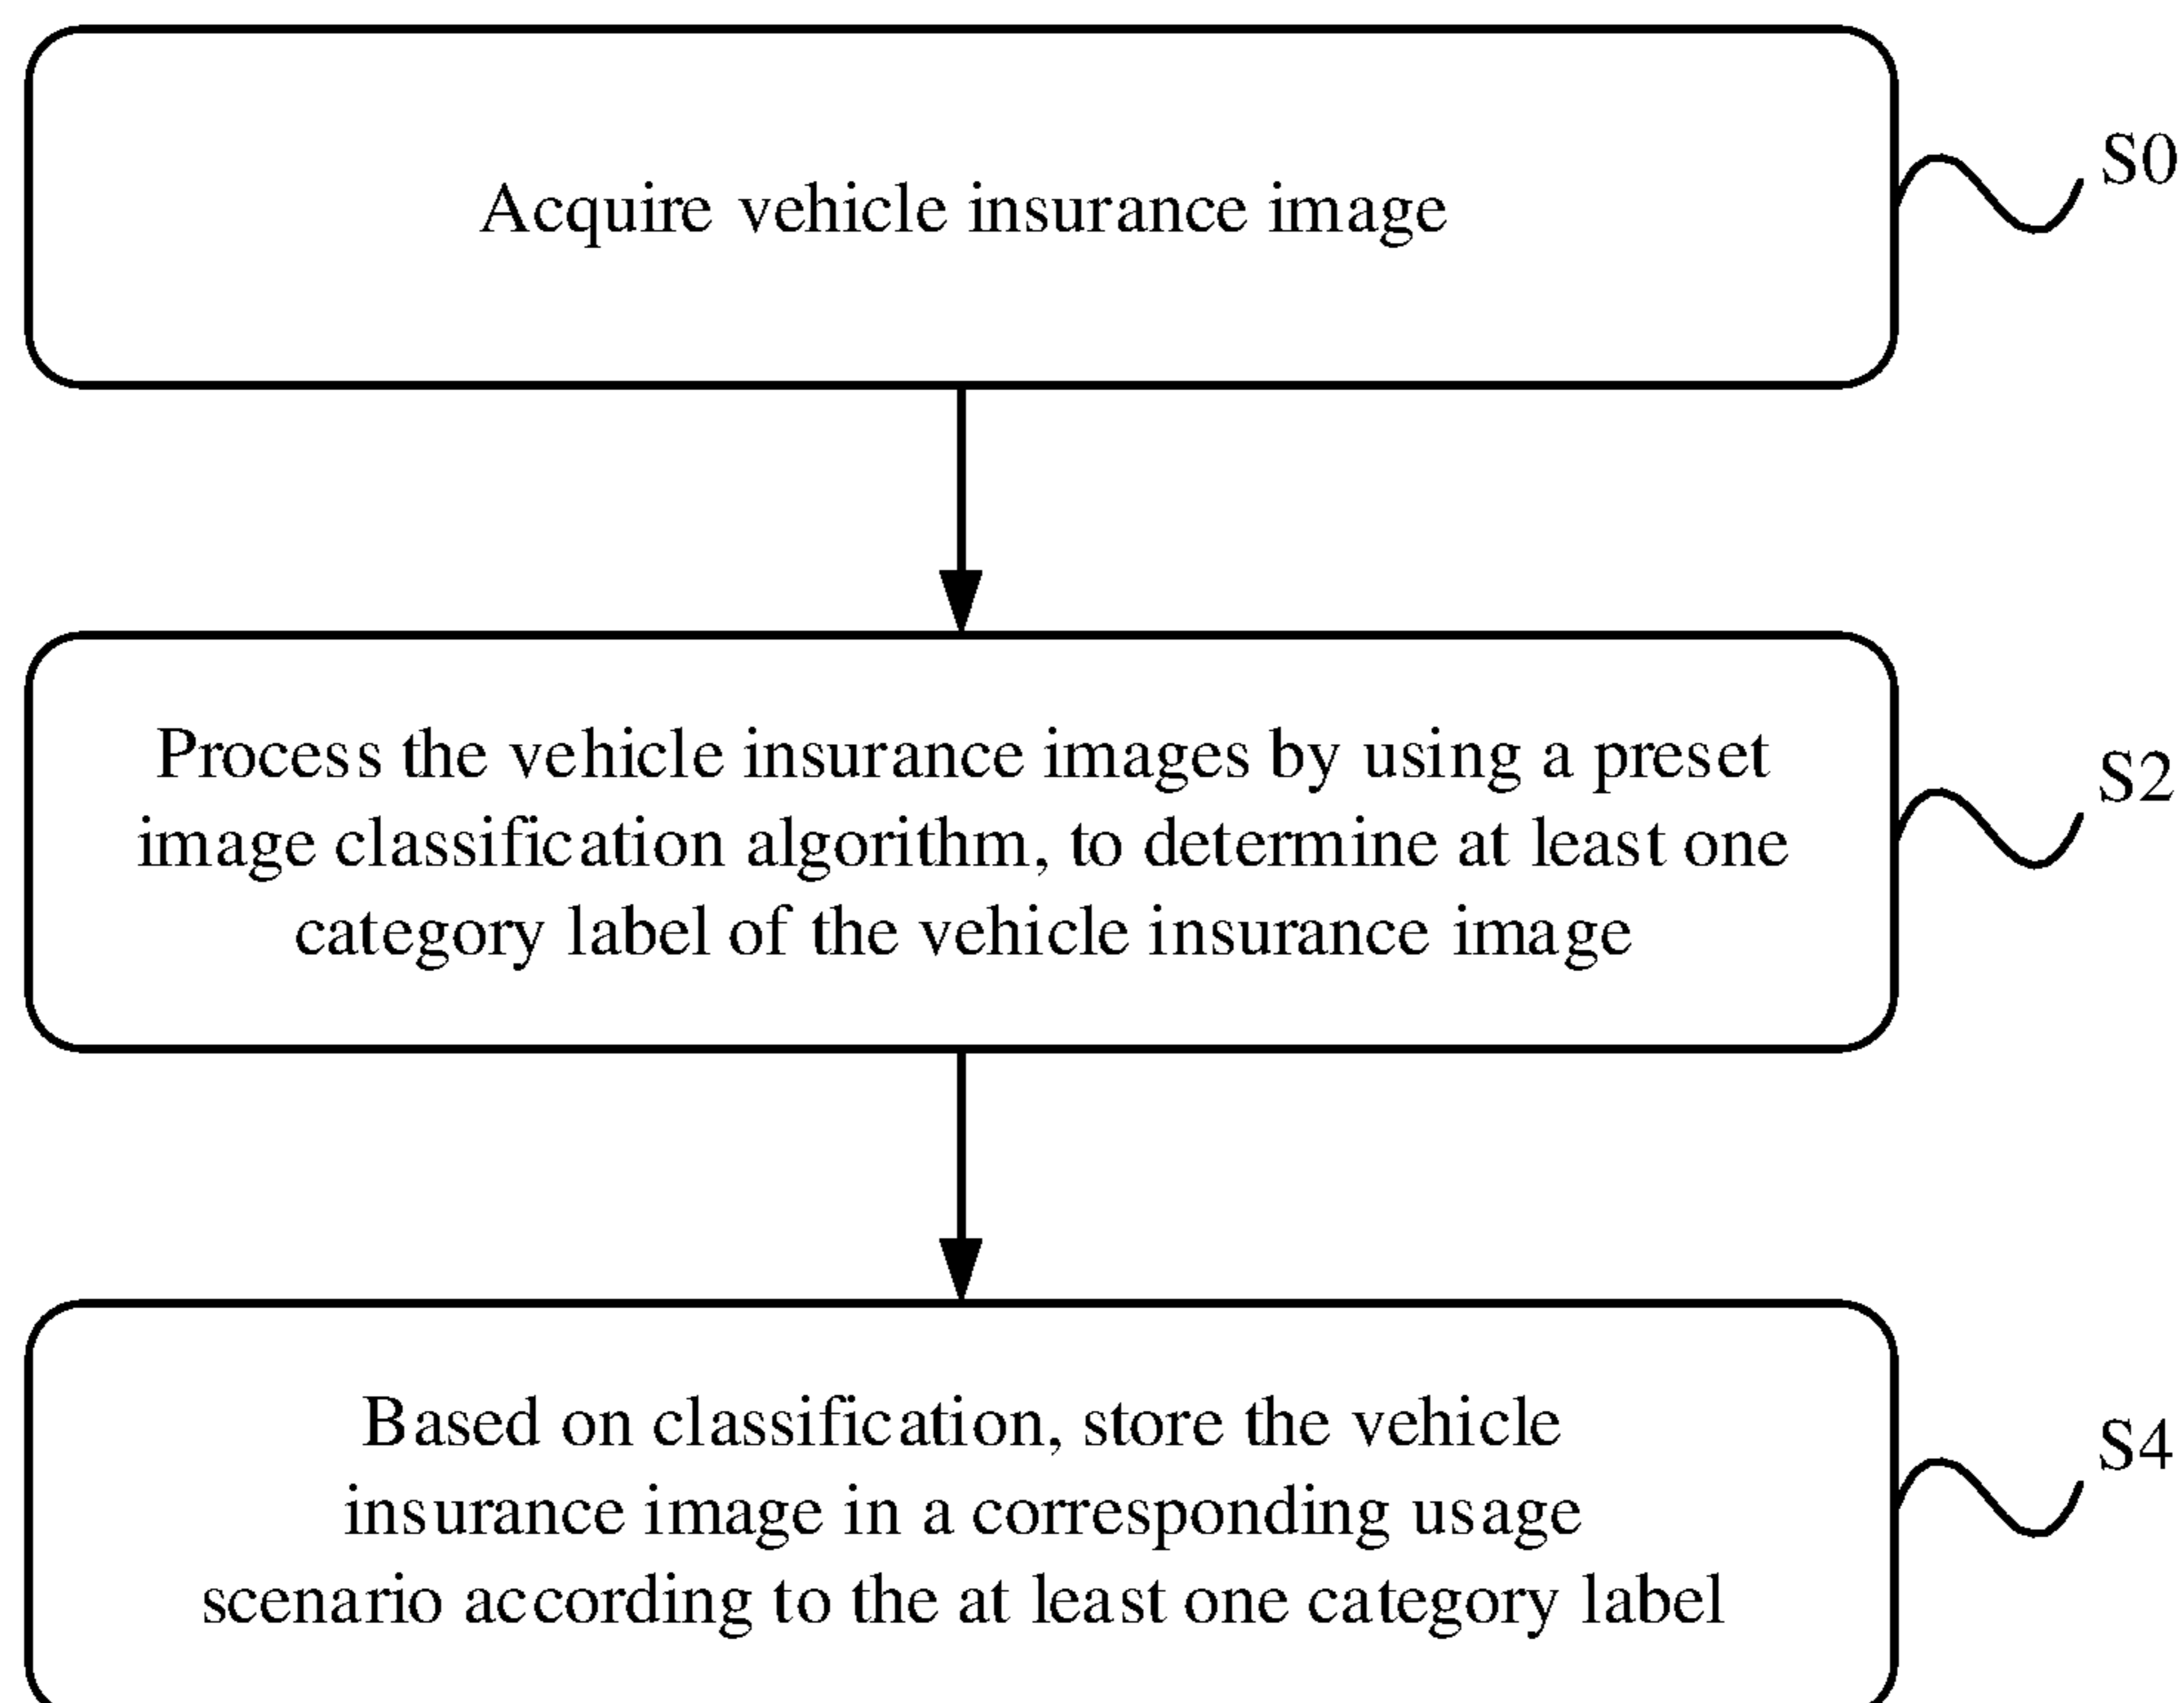 Acquire vehicle insurance image
S0
Process the vehicle insurance images by using a preset
image classification algorithm, to determine at least one
category label of the vehicle insurance image
S2
Based on classification, store the vehicle
insurance image in a corresponding usage
scenario according to the at least one category label
S4